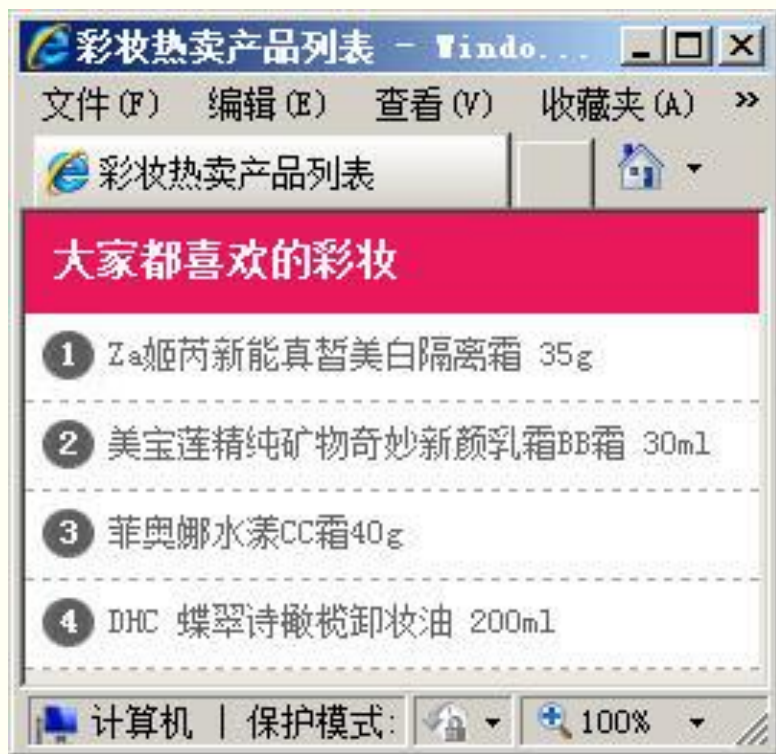 彩妆热卖产品列表 - Windo...
文件(F) 编辑(E) 查看(V) 收藏夹(A) »
彩妆热卖产品列表
大家都喜欢的彩妆
1 Za姬芮新能真皙美白隔离霜 35g
2 美宝莲精纯矿物奇妙新颜乳霜BB霜 30ml
3 菲奥娜水漾CC霜40g
4 DHC 蝶翠诗橄榄卸妆油 200ml
计算机 | 保护模式: 100%